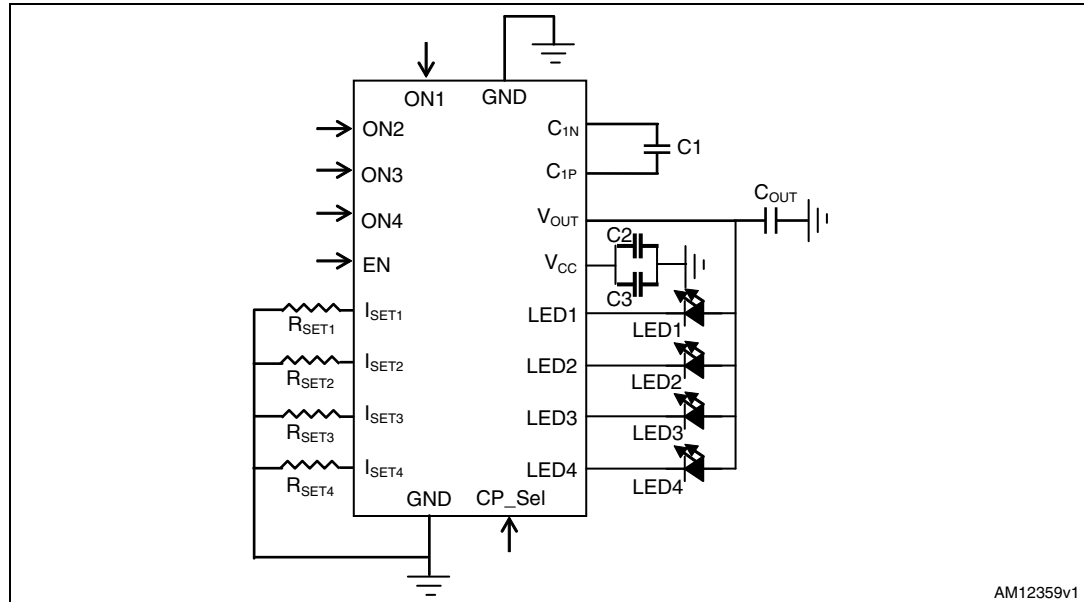 ON1
GND
ON2
ON3
ON4
EN
ISET1
ISET2
ISET3
ISET4
RSET1
RSET2
RSET3
RSET4
GND
CP_Sel
C1N
C1P
VOUT
VCC
LED1
LED2
LED3
LED4
C1
COUT
C2
C3
LED1
LED2
LED3
LED4
AM12359v1